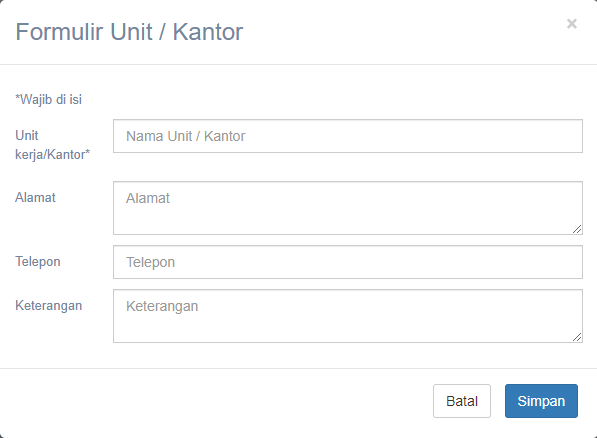 Formulir Unit / Kantor
×
*Wajib di isi
Unit
kerja/Kantor*
Nama Unit / Kantor
Alamat
Alamat
Telepon
Telepon
Keterangan
Keterangan
Batal
Simpan